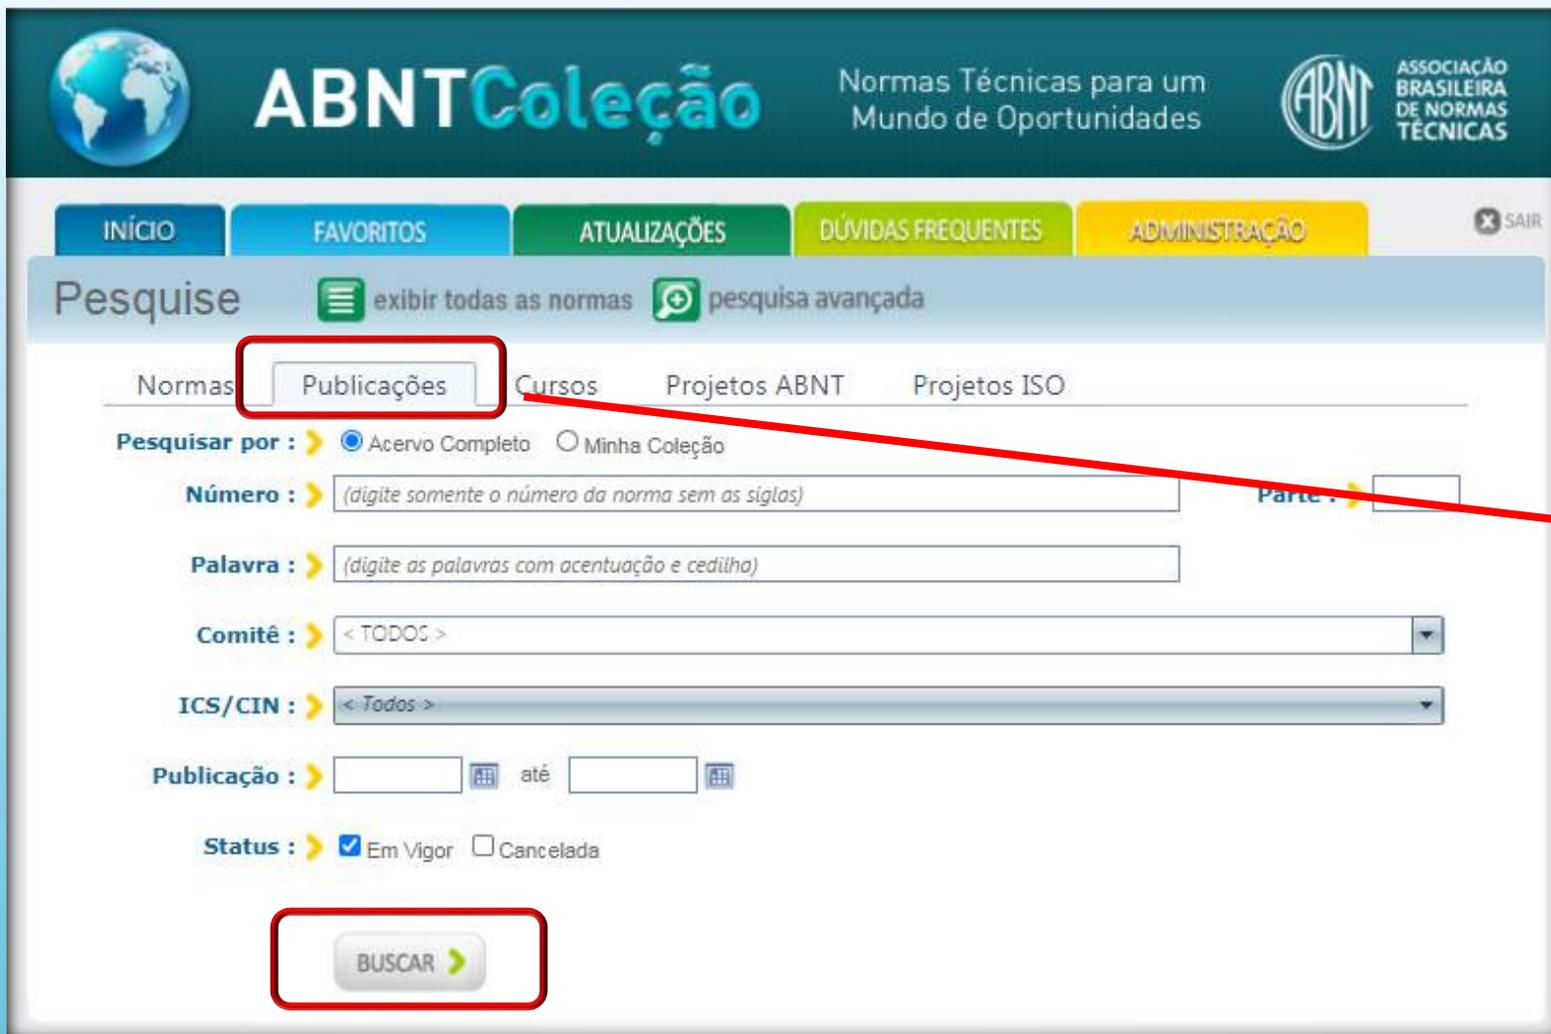 ABNTColeção
Normas Técnicas para um
Mundo de Oportunidades
ABNT
ASSOCIAÇÃO
BRASILEIRA
DE NORMAS
TÉCNICAS
INÍCIO FAVORITOS ATUALIZAÇÕES DÚVIDAS FREQUENTES ADMINISTRAÇÃO X SAIR
Pesquise exibir todas as normas pesquisa avançada
Normas Publicações Cursos Projetos ABNT Projetos ISO
Pesquisar por : Acervo Completo Minha Coleção
Número : (digite somente o número da norma sem as siglas) Parte :
Palavra : (digite as palavras com acentuação e cedilha)
Comitê : < TODOS >
ICS/CIN : < Todos >
Publicação : até
Status : Em Vigor Cancelada
BUSCAR